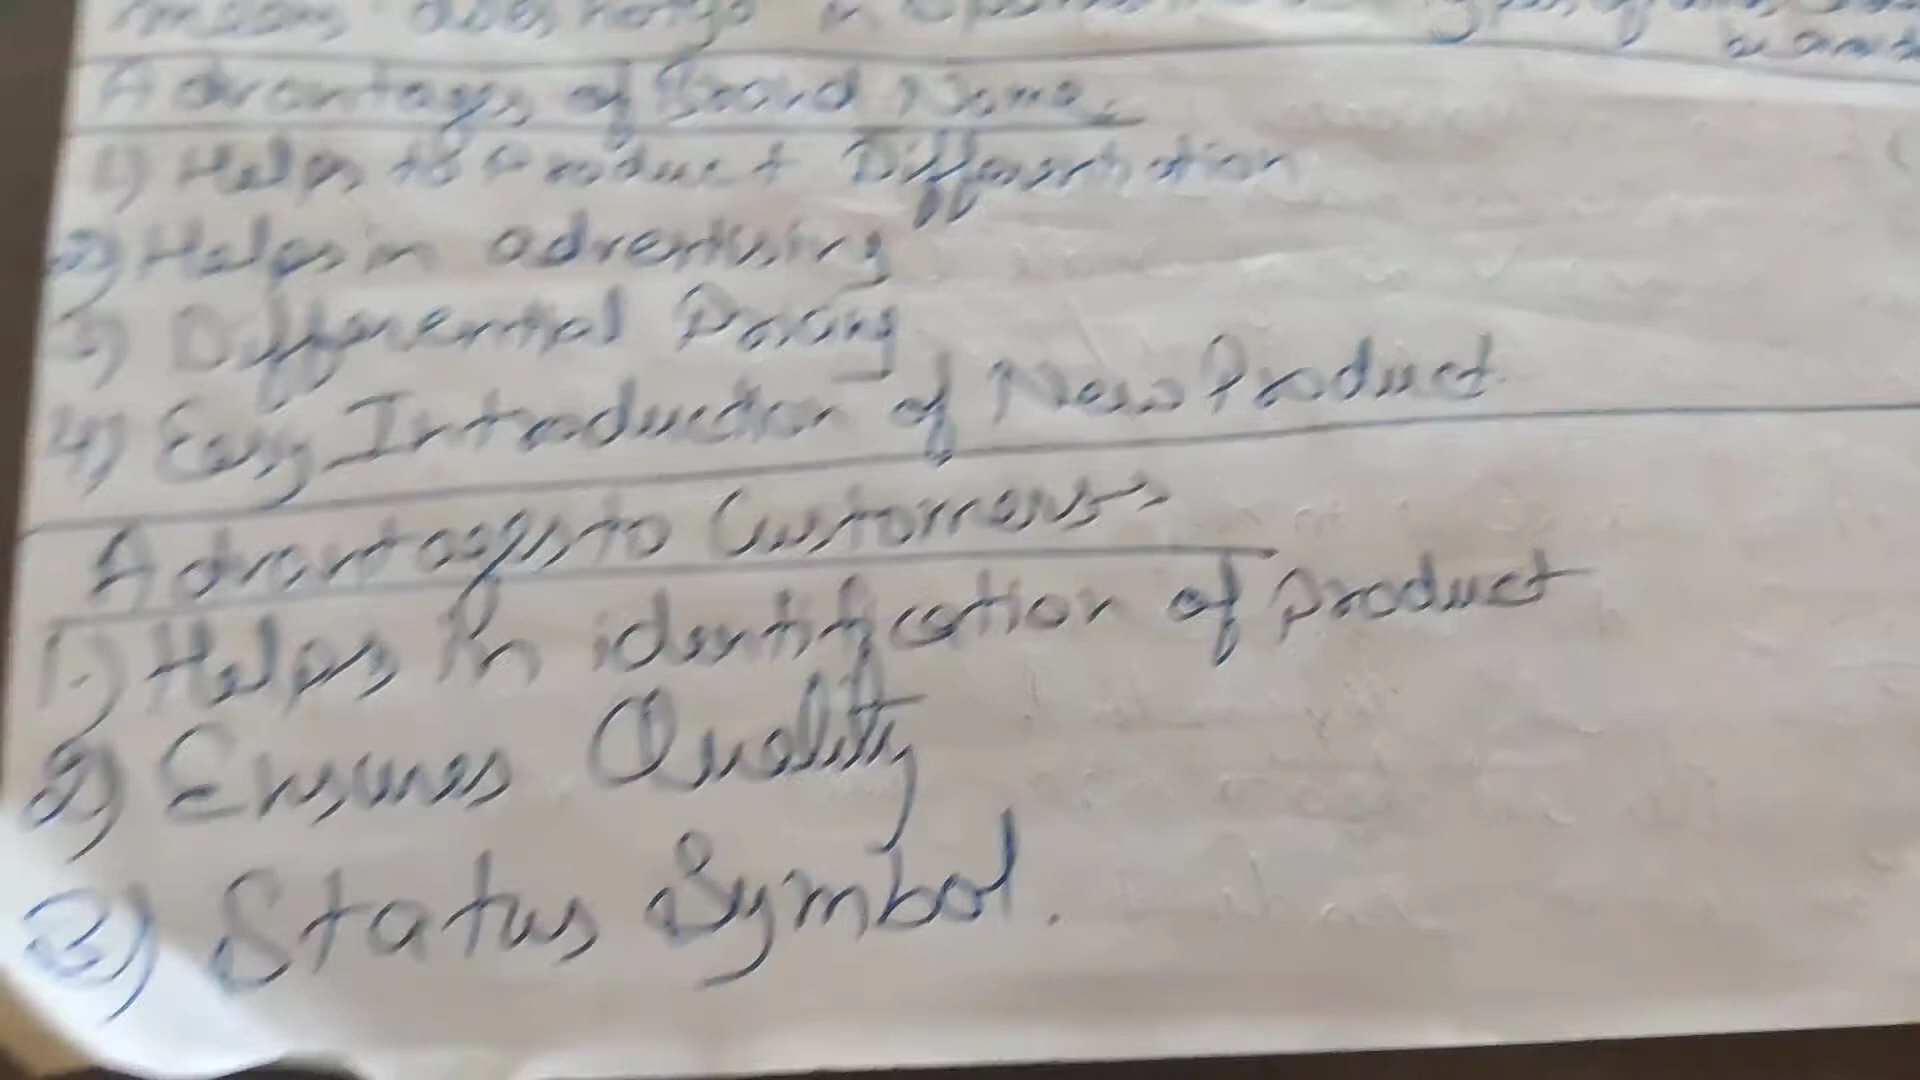 Advantages of Brand Name
1) Helps to Product Differentiation
2) Helps in advertising
3) Differential Pricing
4) Easy Introduction of New Product
Advantages to Customers
1.) Helps in identification of product
2) Ensures Quality
3) Status Symbol.